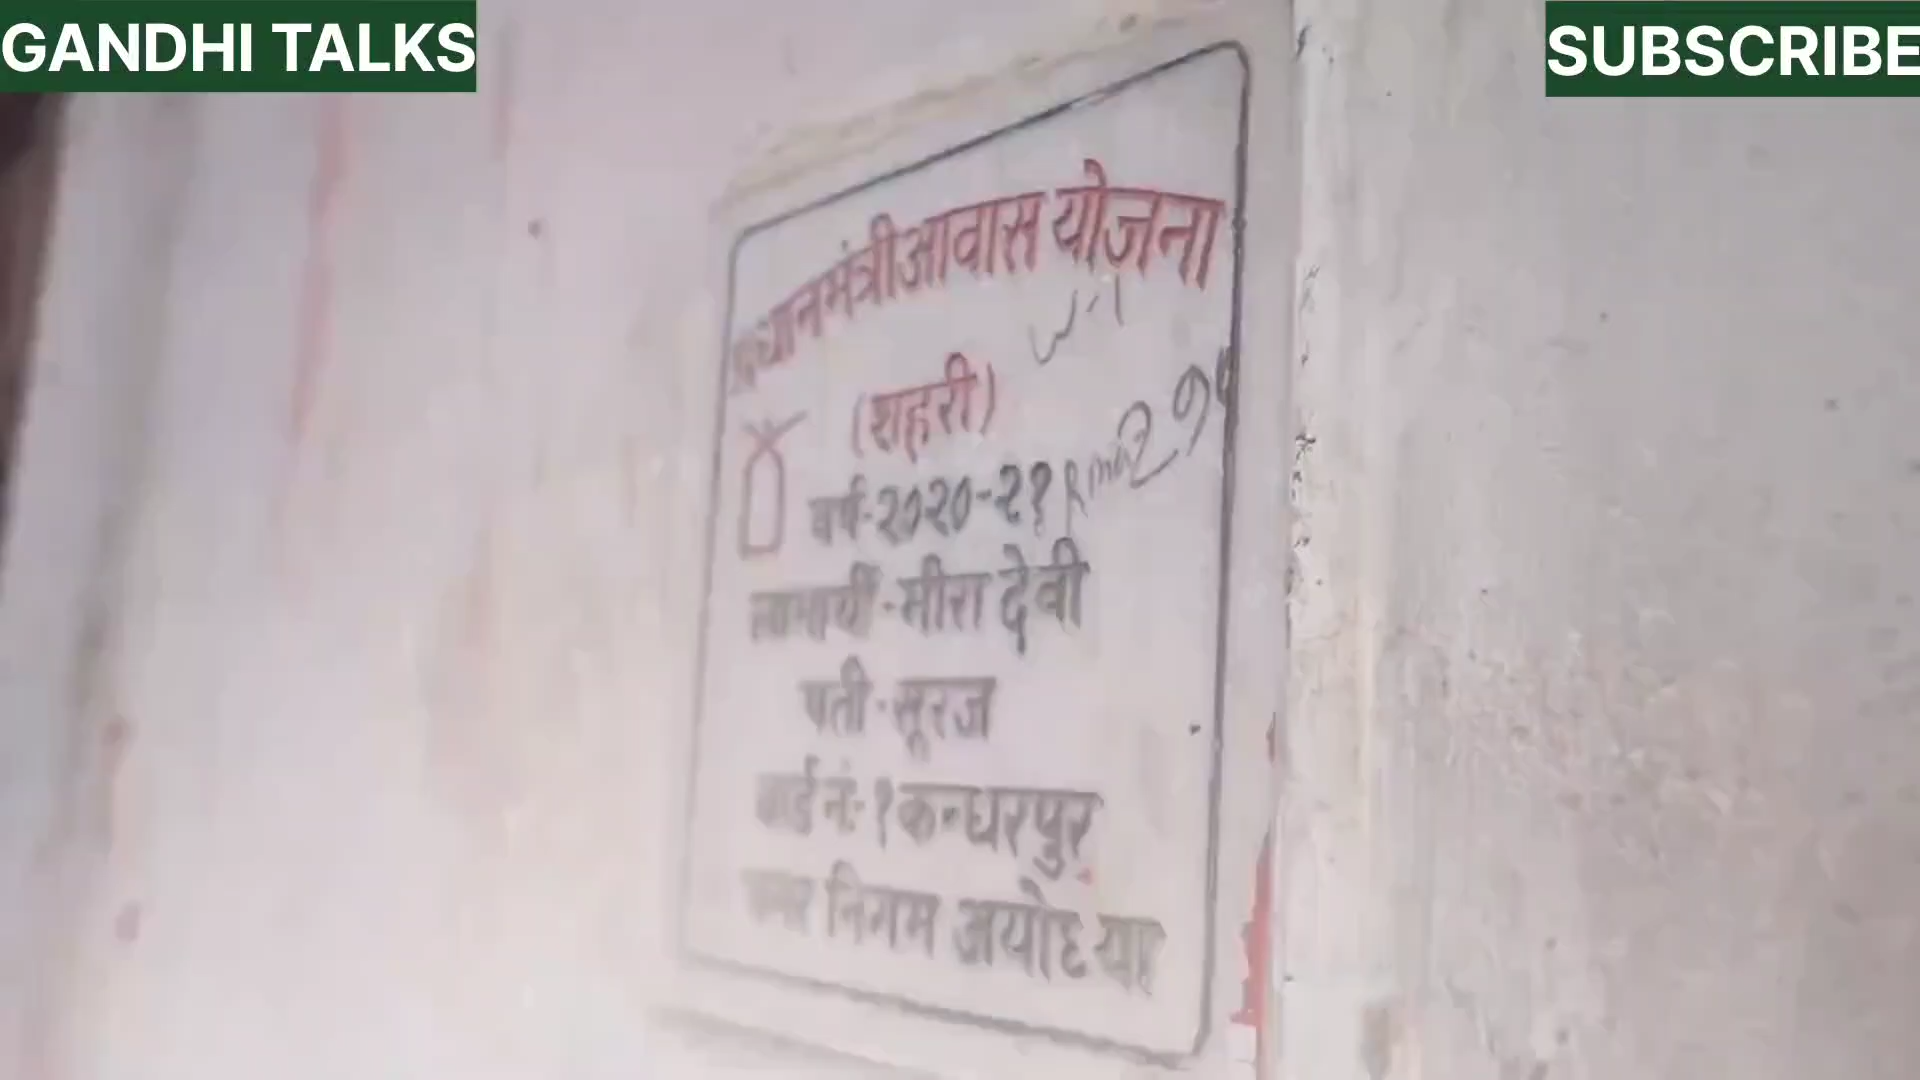 GANDHI TALKS
SUBSCRIBE
प्रधानमंत्री आवास योजना
(शहरी)
वर्ष-२०२०-२१
लाभार्थी-मीरा देवी
पती-सूरज
वार्ड नं०-१ कन्धरपुर
नगर निगम अयोध्या